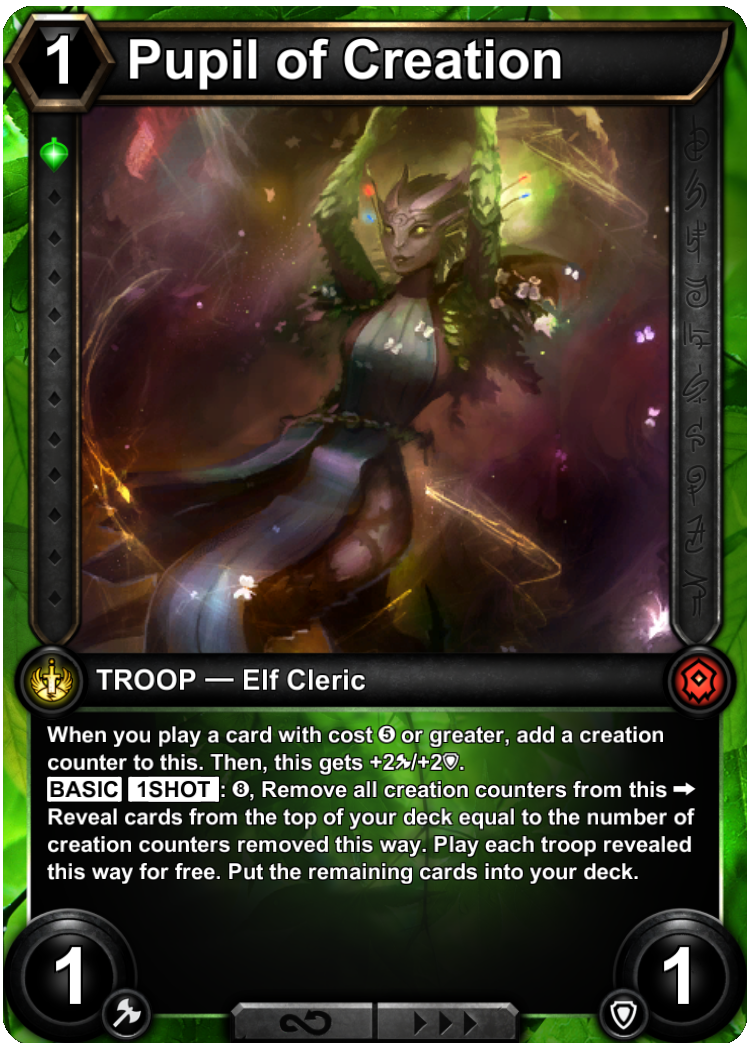 1 Pupil of Creation
TROOP — Elf Cleric
When you play a card with cost ❺ or greater, add a creation
counter to this. Then, this gets +2/+2.
BASIC 1SHOT : ❽, Remove all creation counters from this ➡
Reveal cards from the top of your deck equal to the number of
creation counters removed this way. Play each troop revealed
this way for free. Put the remaining cards into your deck.
1 1